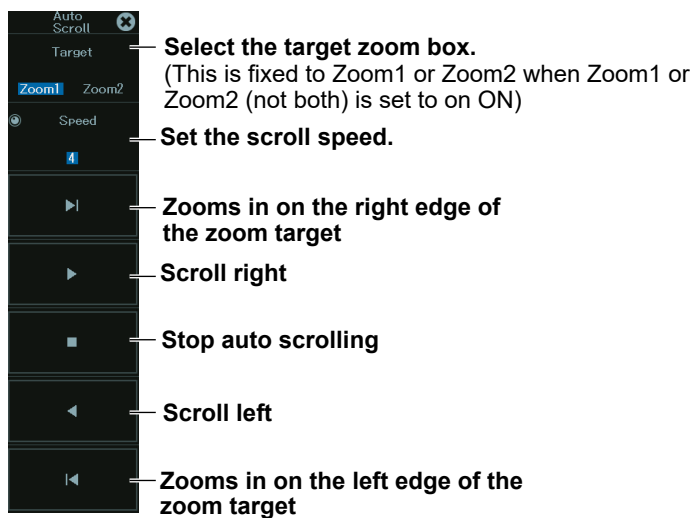 Auto
Scroll
Target
Select the target zoom box.
(This is fixed to Zoom1 or Zoom2 when Zoom1 or
Zoom2 (not both) is set to on ON)
Zoom1 Zoom2
Speed
Set the scroll speed.
4
Zooms in on the right edge of
the zoom target
Scroll right
Stop auto scrolling
Scroll left
Zooms in on the left edge of the
zoom target